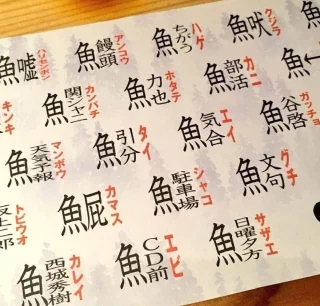 魚嘘 ハリセンボン
魚饅頭 アンコウ
魚ちがう ハゲ
魚吠 クジラ
魚←
キンキ
魚関ジャニ カンパチ
魚力也 ホタテ
魚部活 カニ
魚谷啓 ガッチョ
魚天気予報 マンボウ
魚引分 タイ
魚気合 エイ
魚文句 グチ
トビウオ
魚屁 カマス
魚駐車場 シャコ
魚日曜夕方 サザエ
魚西城秀樹 カレイ
魚CD前 エビ